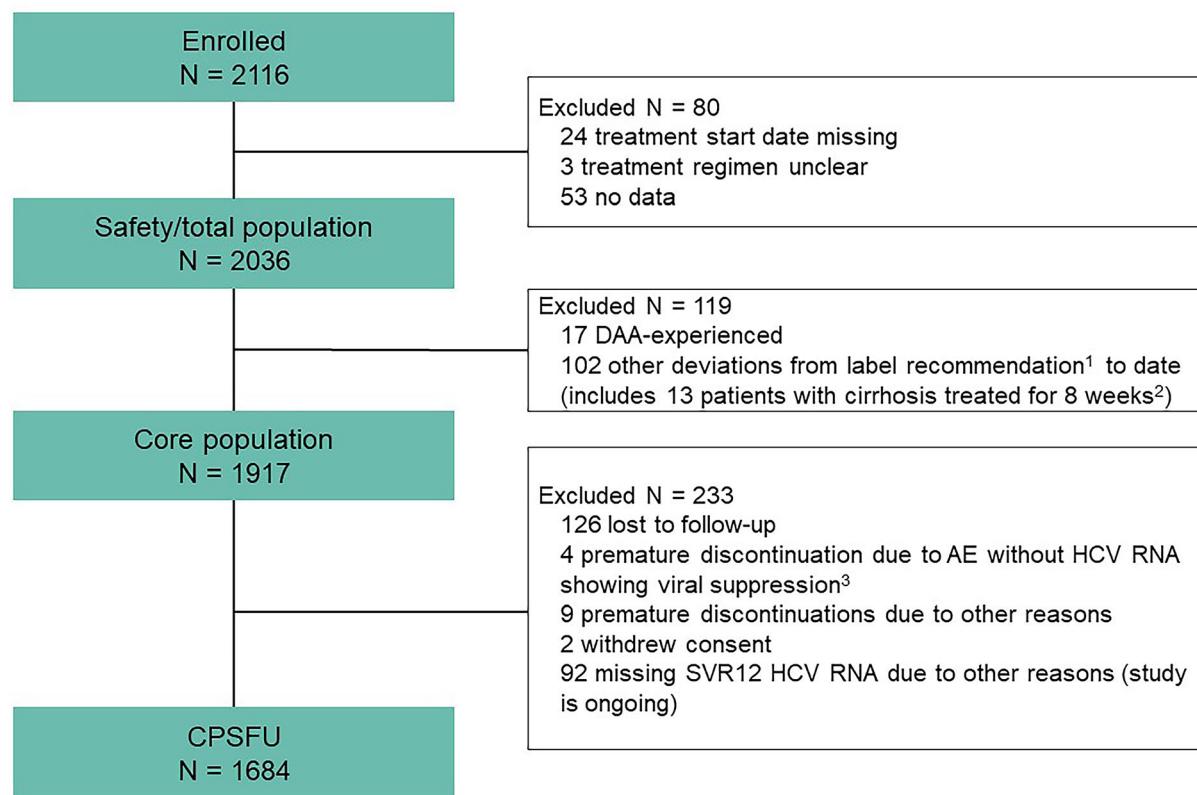 Enrolled
N = 2116
Excluded N = 80
24 treatment start date missing
3 treatment regimen unclear
53 no data
Safety/total population
N = 2036
Excluded N = 119
17 DAA-experienced
102 other deviations from label recommendation¹ to date
(includes 13 patients with cirrhosis treated for 8 weeks²)
Core population
N = 1917
Excluded N = 233
126 lost to follow-up
4 premature discontinuation due to AE without HCV RNA
showing viral suppression³
9 premature discontinuations due to other reasons
2 withdrew consent
92 missing SVR12 HCV RNA due to other reasons (study
is ongoing)
CPSFU
N = 1684